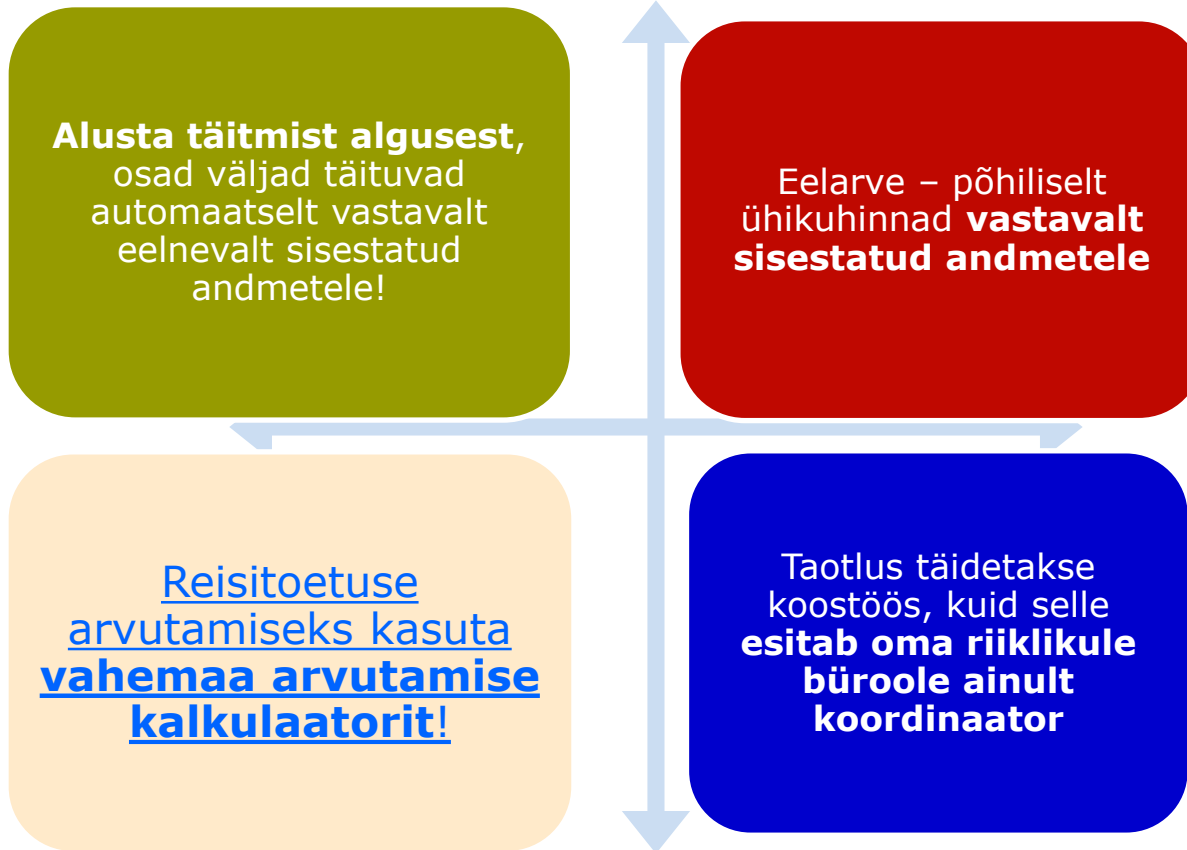 Alusta täitmist algusest,
osad väljad täituvad
automaatselt vastavalt
eelnevalt sisestatud
andmetele!
Eelarve – põhiliselt
ühikuhinnad vastavalt
sisestatud andmetele
Reisitoetuse
arvutamiseks kasuta
vahemaa arvutamise
kalkulaatorit!
Taotlus täidetakse
koostöös, kuid selle
esitab oma riiklikule
büroole ainult
koordinaator